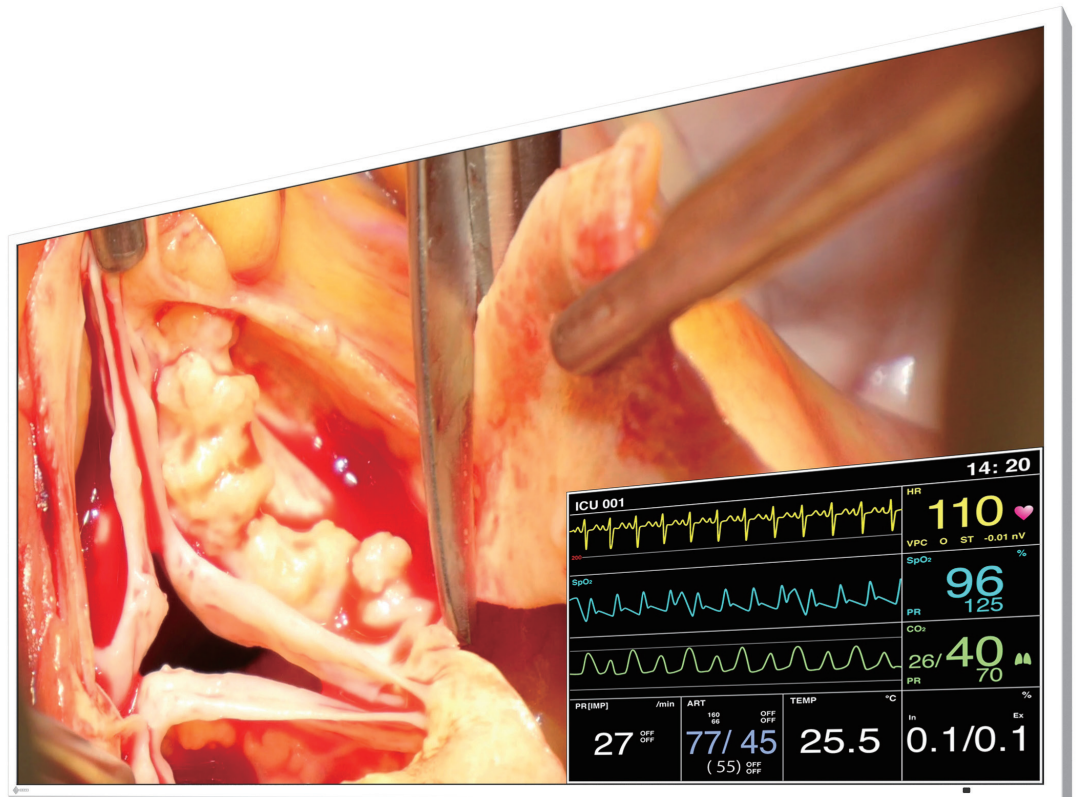 14: 20
ICU 001
HR
110
VPC O ST -0.01 nV
200
SpO₂
SpO₂ %
96
PR 125
CO₂
26/ 40
PR 70
PR[IMP] /min
27 OFF
OFF
ART
160 OFF
66 OFF
77/ 45
( 55) OFF
OFF
TEMP °C
25.5
%
In Ex
0.1/0.1